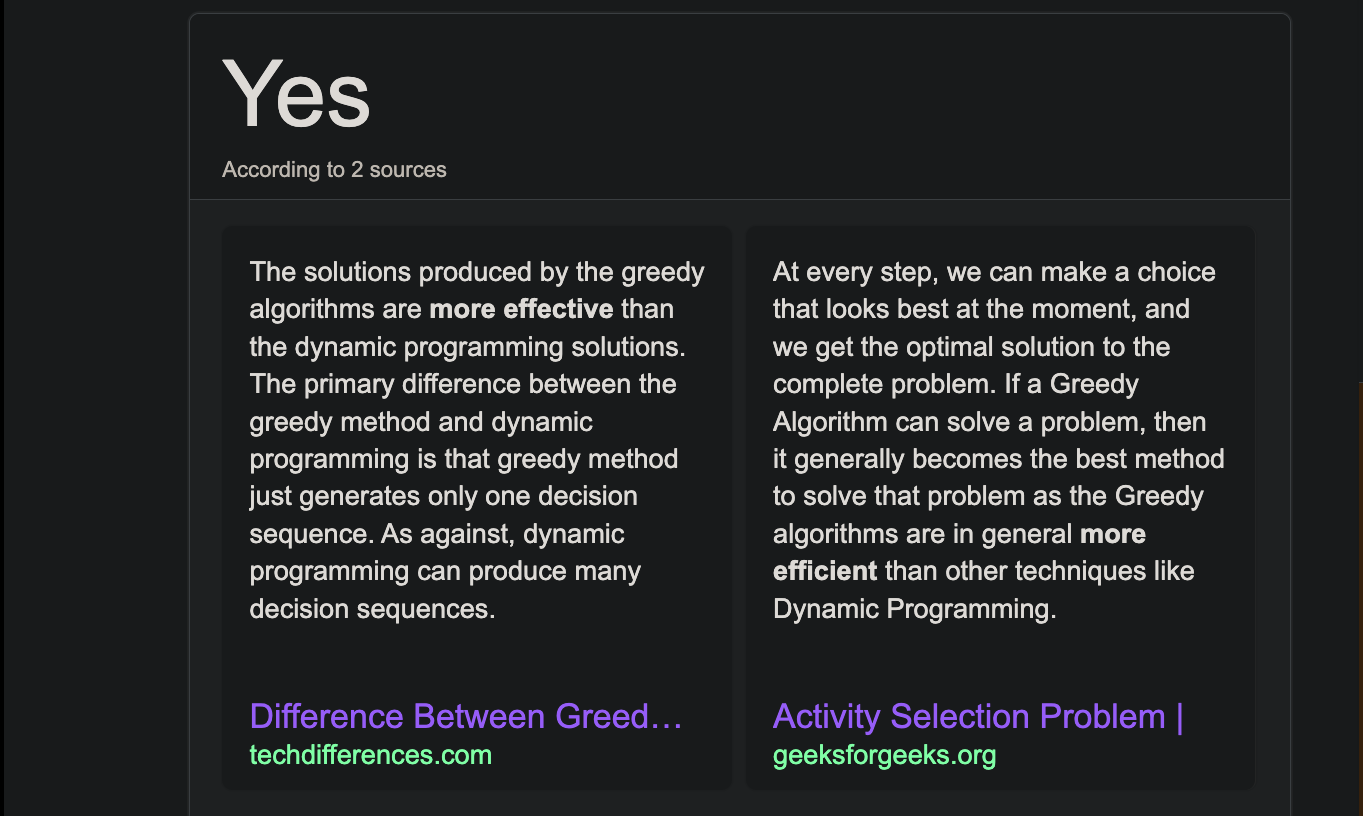 Yes
According to 2 sources
The solutions produced by the greedy
algorithms are more effective than
the dynamic programming solutions.
The primary difference between the
greedy method and dynamic
programming is that greedy method
just generates only one decision
sequence. As against, dynamic
programming can produce many
decision sequences.
Difference Between Greed…
techdifferences.com
At every step, we can make a choice
that looks best at the moment, and
we get the optimal solution to the
complete problem. If a Greedy
Algorithm can solve a problem, then
it generally becomes the best method
to solve that problem as the Greedy
algorithms are in general more
efficient than other techniques like
Dynamic Programming.
Activity Selection Problem |
geeksforgeeks.org